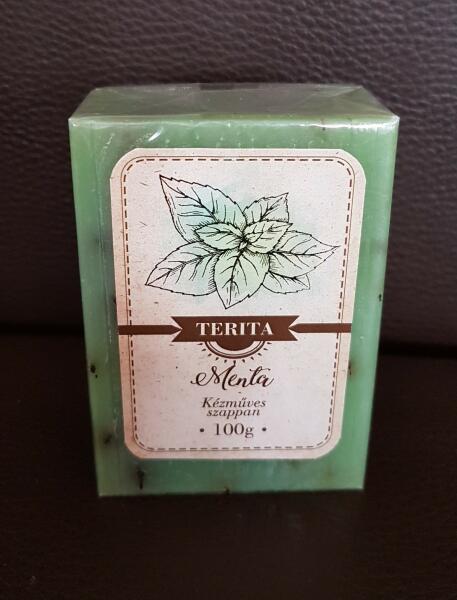 TERITA
Menta
Kézműves
szappan
• 100g •